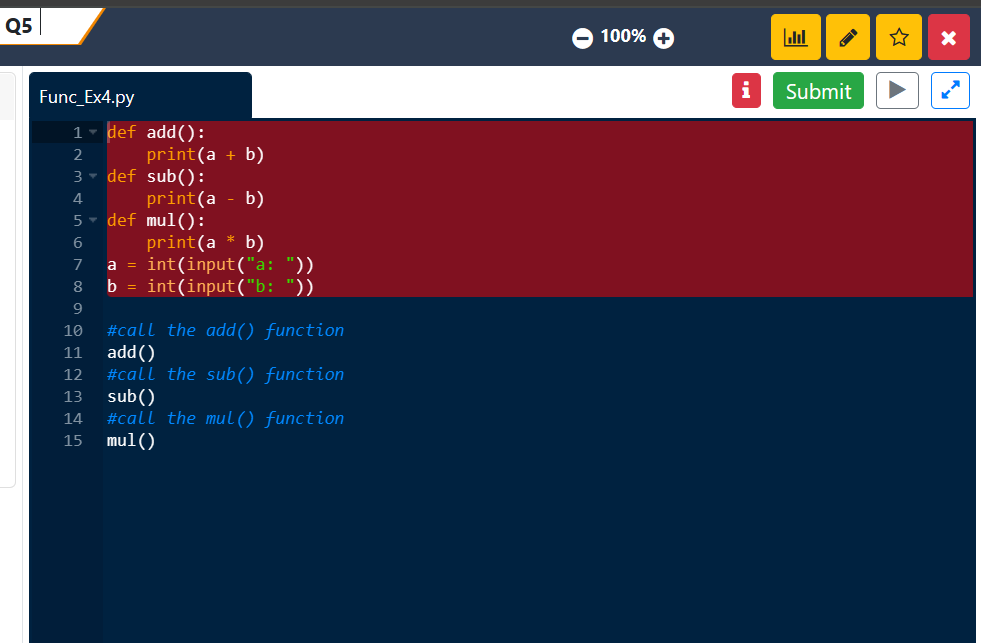 Q5
100%
Func_Ex4.py
Submit
1 def add():
2     print(a + b)
3 def sub():
4     print(a - b)
5 def mul():
6     print(a * b)
7 a = int(input("a: "))
8 b = int(input("b: "))
9
10 #call the add() function
11 add()
12 #call the sub() function
13 sub()
14 #call the mul() function
15 mul()